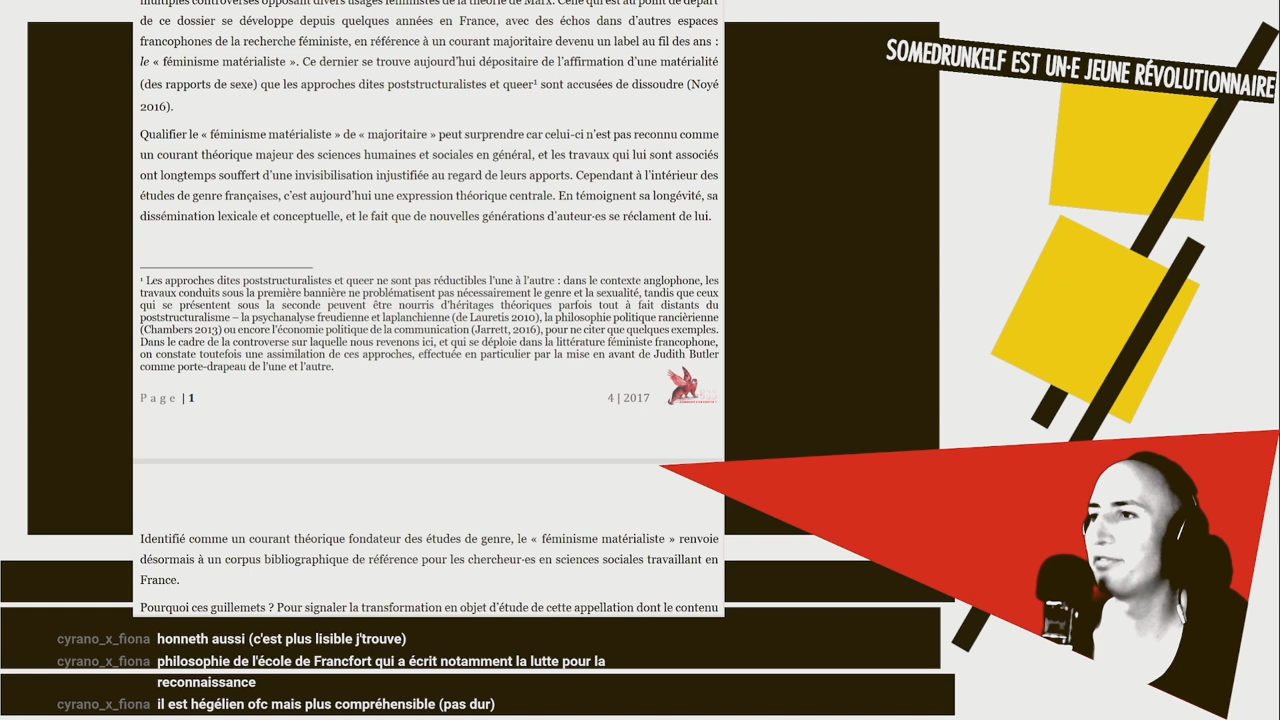 multiples controverses opposant divers usages féministes de la théorie de Marx. Celle qui est au point de départ
de ce dossier se développe depuis quelques années en France, avec des échos dans d'autres espaces
francophones de la recherche féministe, en référence à un courant majoritaire devenu un label au fil des ans :
le « féminisme matérialiste ». Ce dernier se trouve aujourd'hui dépositaire de l'affirmation d'une matérialité
(des rapports de sexe) que les approches dites poststructuralistes et queer¹ sont accusées de dissoudre (Noyé
2016).
Qualifier le « féminisme matérialiste » de « majoritaire » peut surprendre car celui-ci n'est pas reconnu comme
un courant théorique majeur des sciences humaines et sociales en général, et les travaux qui lui sont associés
ont longtemps souffert d'une invisibilisation injustifiée au regard de leurs apports. Cependant à l'intérieur des
études de genre françaises, c'est aujourd'hui une expression théorique centrale. En témoignent sa longévité, sa
dissémination lexicale et conceptuelle, et le fait que de nouvelles générations d'auteur·es se réclament de lui.
¹ Les approches dites poststructuralistes et queer ne sont pas réductibles l'une à l'autre : dans le contexte anglophone, les
travaux conduits sous la première bannière ne problématisent pas nécessairement le genre et la sexualité, tandis que ceux
qui se présentent sous la seconde peuvent être nourris d'héritages théoriques parfois tout à fait distants du
poststructuralisme – la psychanalyse freudienne et laplanchienne (de Lauretis 2010), la philosophie politique rancièrienne
(Chambers 2013) ou encore l'économie politique de la communication (Jarrett, 2016), pour ne citer que quelques exemples.
Dans le cadre de la controverse sur laquelle nous revenons ici, et qui se déploie dans la littérature féministe francophone,
on constate toutefois une assimilation de ces approches, effectuée en particulier par la mise en avant de Judith Butler
comme porte-drapeau de l'une et l'autre.
Page | 1
4 | 2017
Identifié comme un courant théorique fondateur des études de genre, le « féminisme matérialiste » renvoie
désormais à un corpus bibliographique de référence pour les chercheur·es en sciences sociales travaillant en
France.
Pourquoi ces guillemets ? Pour signaler la transformation en objet d'étude de cette appellation dont le contenu
SOMEDRUNKELF EST UN·E JEUNE RÉVOLUTIONNAIRE
cyrano_x_fiona honneth aussi (c'est plus lisible j'trouve)
cyrano_x_fiona philosophie de l'école de Francfort qui a écrit notamment la lutte pour la
reconnaissance
cyrano_x_fiona il est hégélien ofc mais plus compréhensible (pas dur)